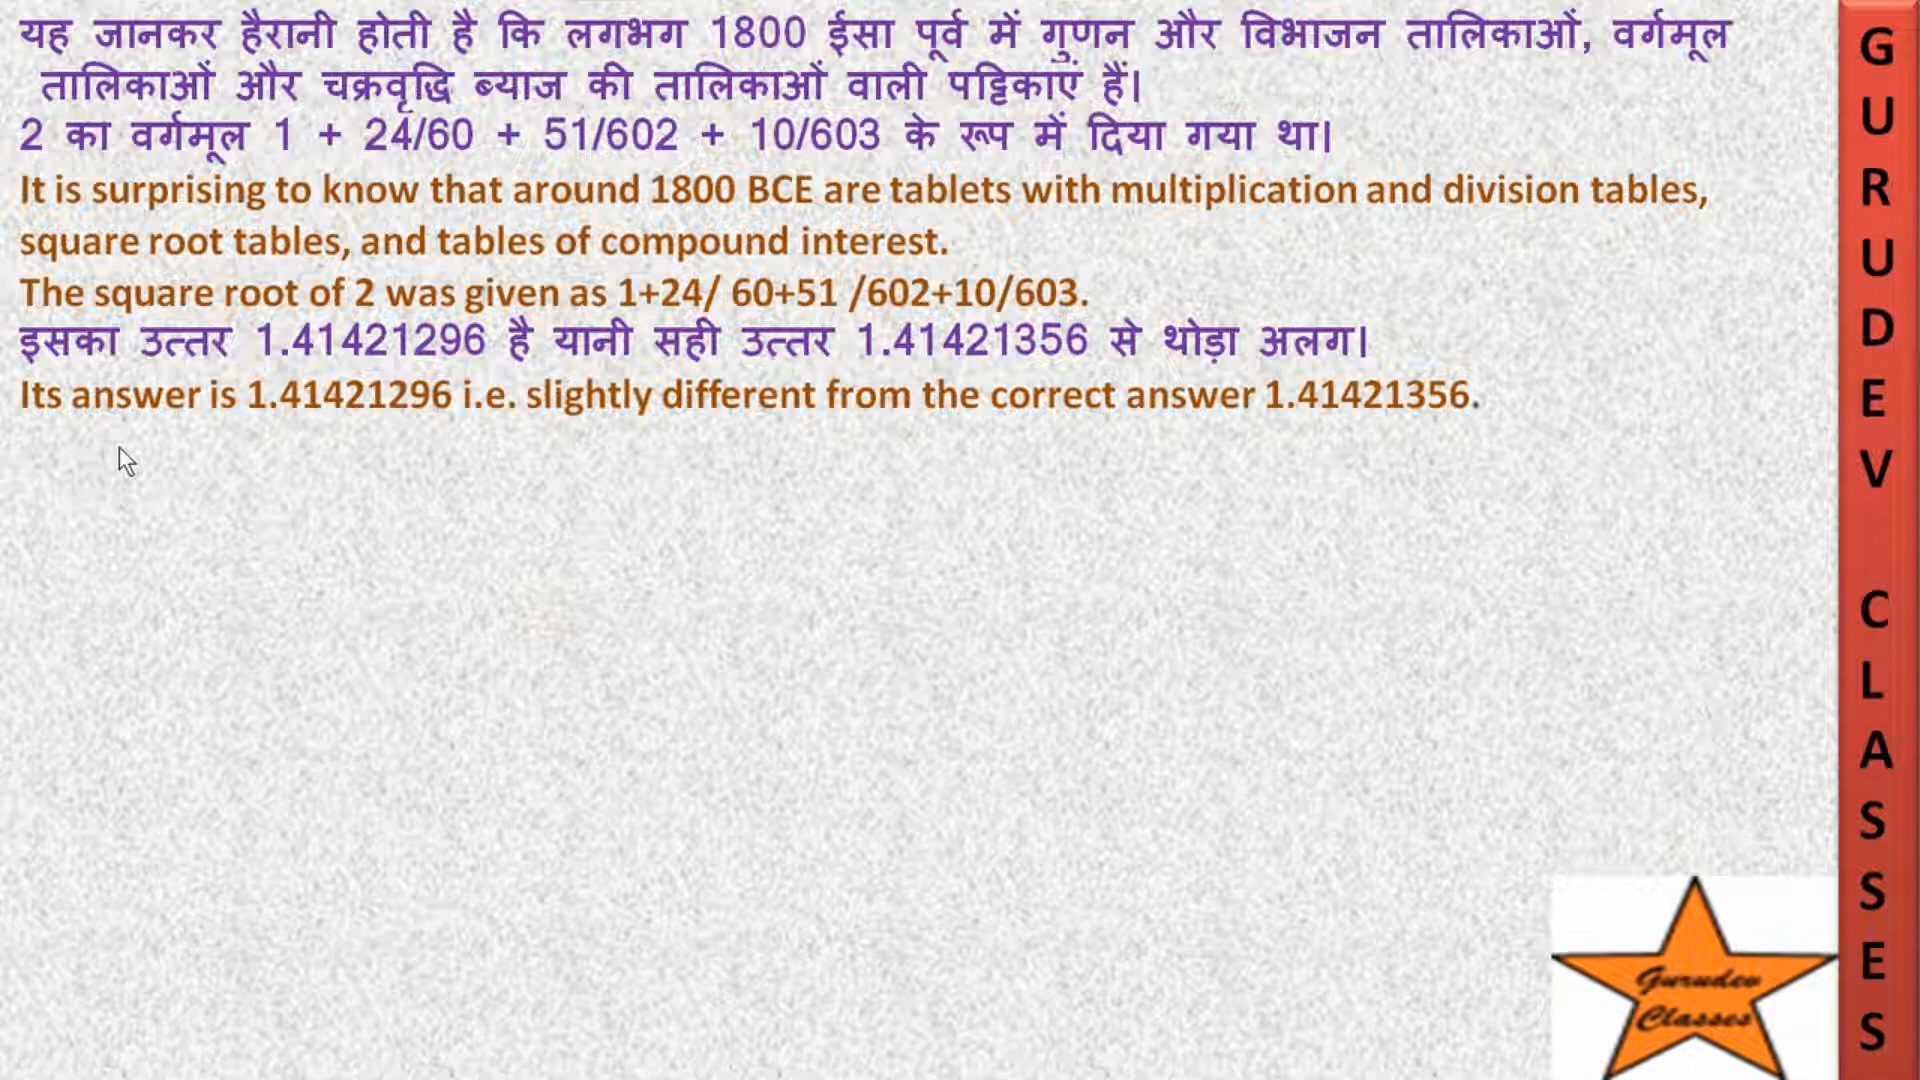 यह जानकर हैरानी होती है कि लगभग 1800 ईसा पूर्व में गुणन और विभाजन तालिकाओं, वर्गमूल
तालिकाओं और चक्रवृद्धि ब्याज की तालिकाओं वाली पट्टिकाएं हैं।
2 का वर्गमूल 1 + 24/60 + 51/602 + 10/603 के रूप में दिया गया था।
It is surprising to know that around 1800 BCE are tablets with multiplication and division tables,
square root tables, and tables of compound interest.
The square root of 2 was given as 1+24/ 60+51 /602+10/603.
इसका उत्तर 1.41421296 है यानी सही उत्तर 1.41421356 से थोड़ा अलग।
Its answer is 1.41421296 i.e. slightly different from the correct answer 1.41421356.
GURUDEV CLASSES
Gurudev
Classes